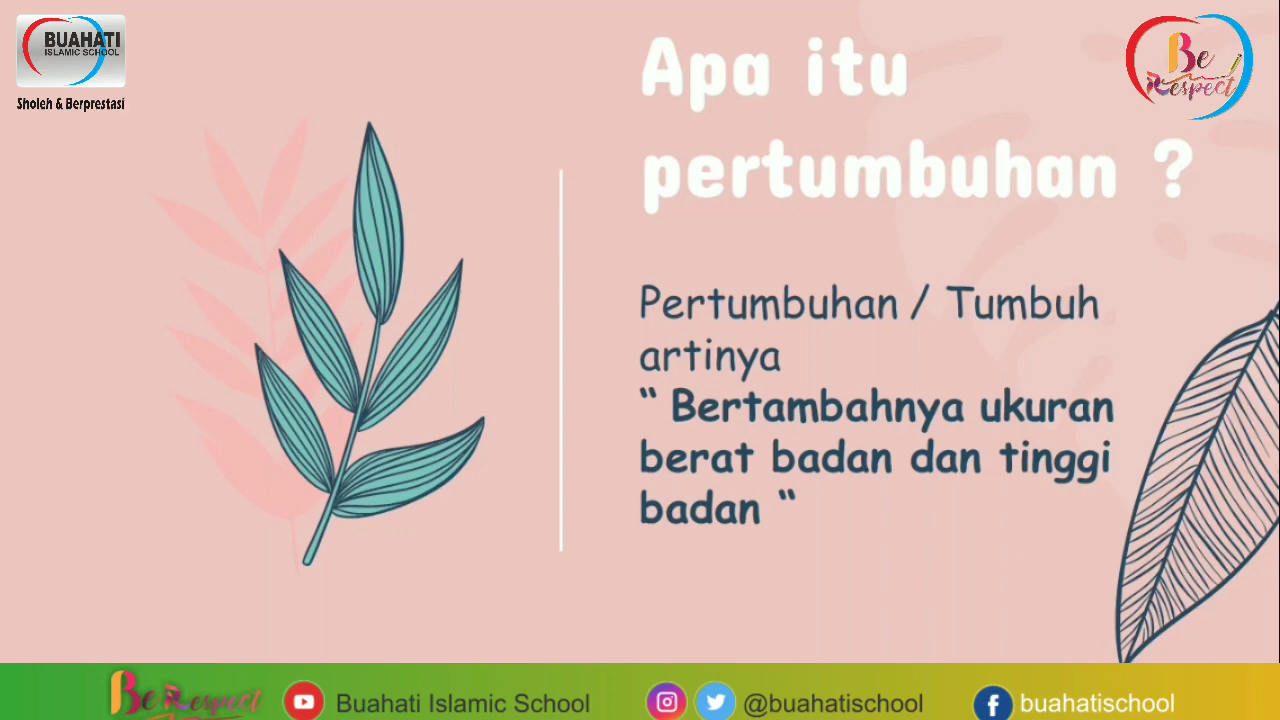 BUAHATI
ISLAMIC SCHOOL
Sholeh & Berprestasi
Be
Respect
Apa itu
pertumbuhan ?
Pertumbuhan / Tumbuh
artinya
“ Bertambahnya ukuran
berat badan dan tinggi
badan “
Be Respect
Buahati Islamic School
@buahatischool
buahatischool